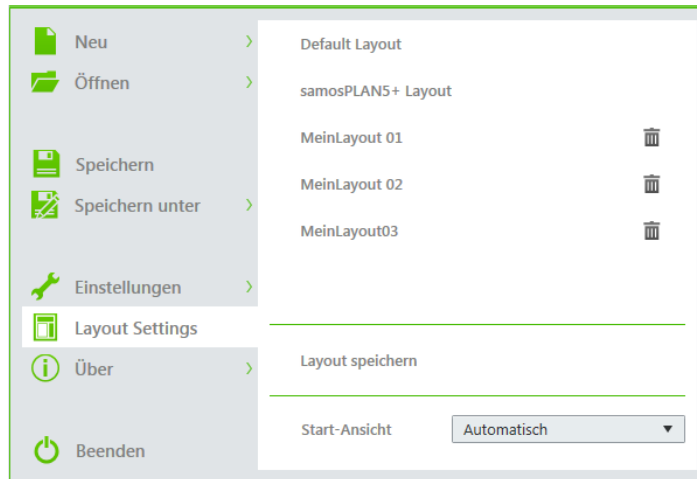 Neu
Öffnen
Speichern
Speichern unter
Einstellungen
Layout Settings
Über
Beenden
Default Layout
samosPLAN5+ Layout
MeinLayout 01
MeinLayout 02
MeinLayout03
Layout speichern
Start-Ansicht Automatisch